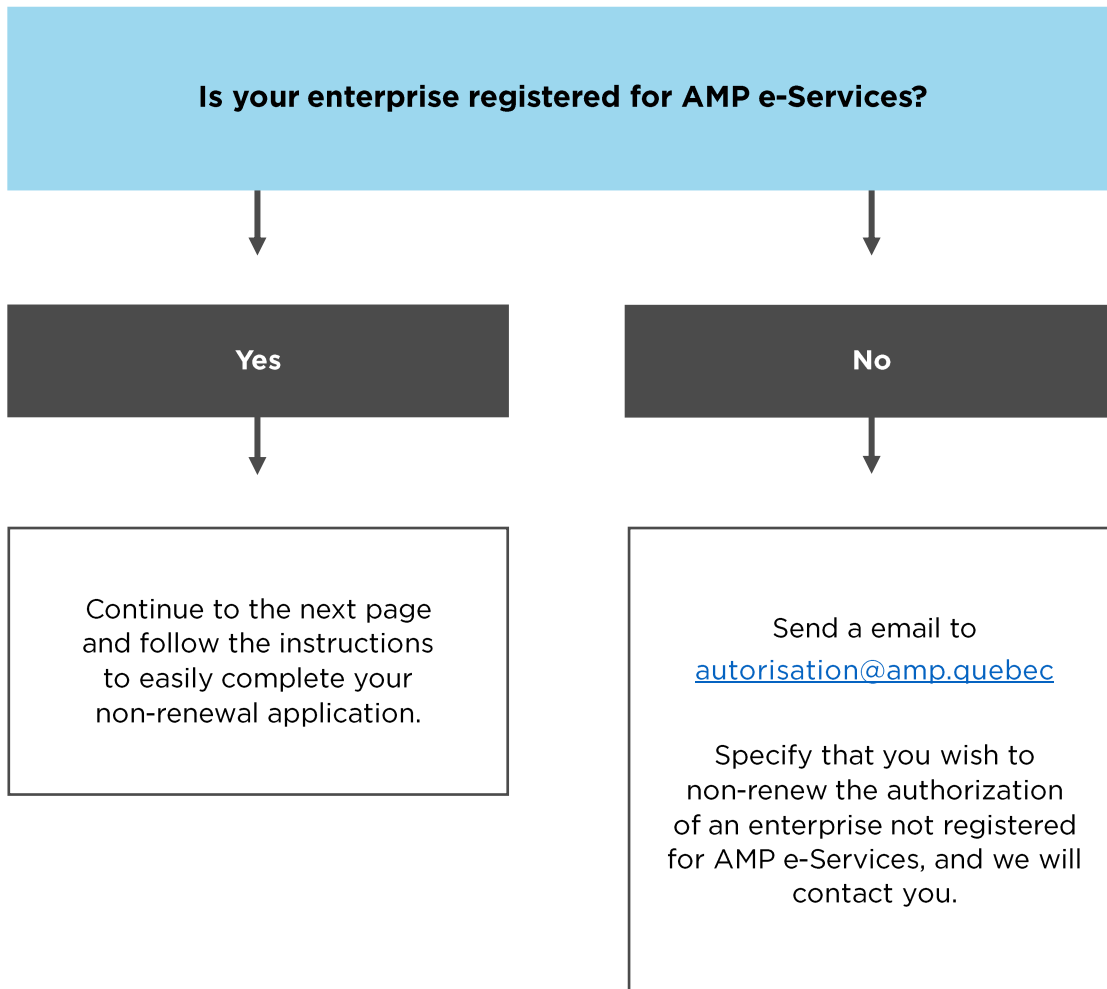 Is your enterprise registered for AMP e-Services?
Yes
No
Continue to the next page
and follow the instructions
to easily complete your
non-renewal application.
Send a email to
autorisation@amp.quebec
Specify that you wish to
non-renew the authorization
of an enterprise not registered
for AMP e-Services, and we will
contact you.